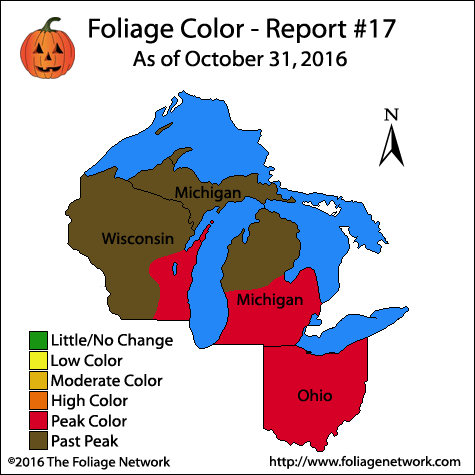 Foliage Color - Report #17
As of October 31, 2016
N
Michigan
Wisconsin
Michigan
Ohio
Little/No Change
Low Color
Moderate Color
High Color
Peak Color
Past Peak
©2016 The Foliage Network
http://www.foliagenetwork.com